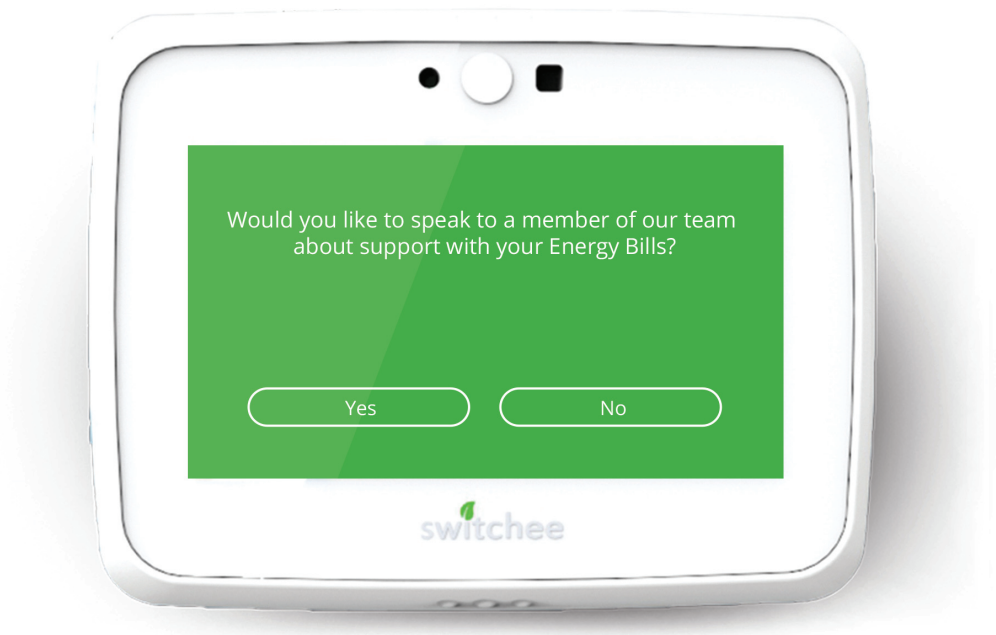 Would you like to speak to a member of our team
about support with your Energy Bills?
Yes
No
switchee